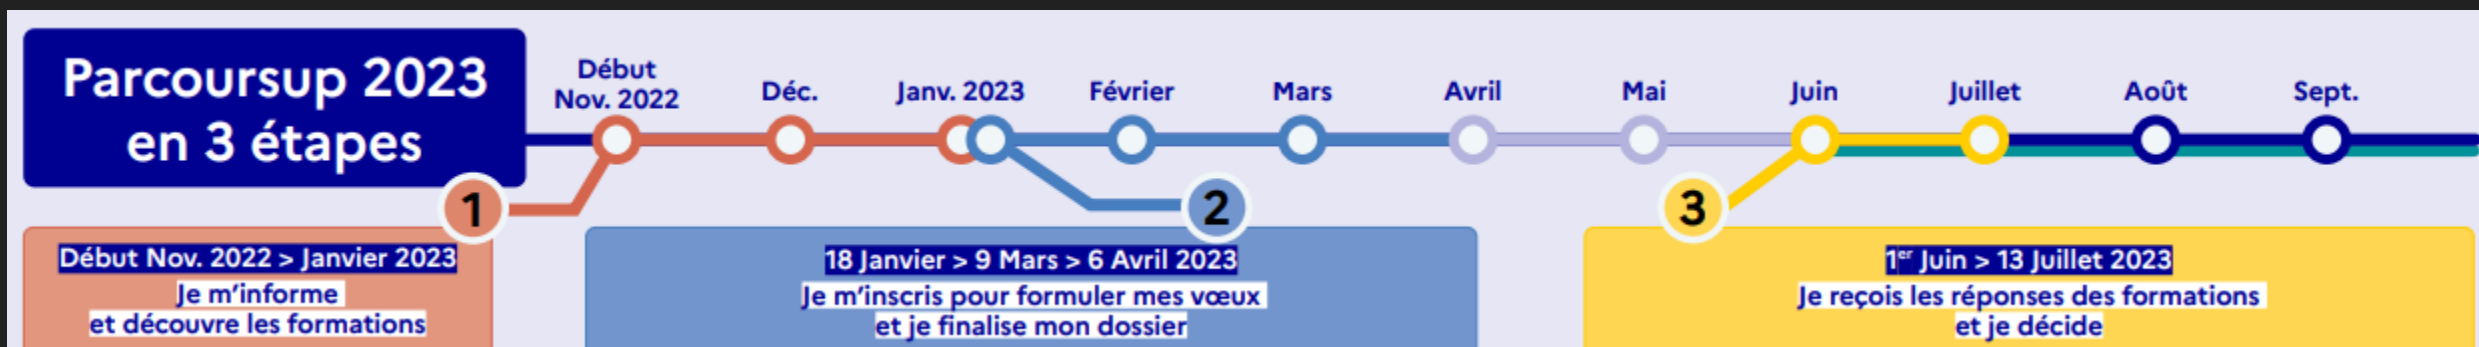 Parcoursup 2023
en 3 étapes
Début
Nov. 2022
Déc.
Janv. 2023
Février
Mars
Avril
Mai
Juin
Juillet
Août
Sept.
1
2
3
Début Nov. 2022 > Janvier 2023
Je m'informe
et découvre les formations
18 Janvier > 9 Mars > 6 Avril 2023
Je m'inscris pour formuler mes vœux
et je finalise mon dossier
1er Juin > 13 Juillet 2023
Je reçois les réponses des formations
et je décide